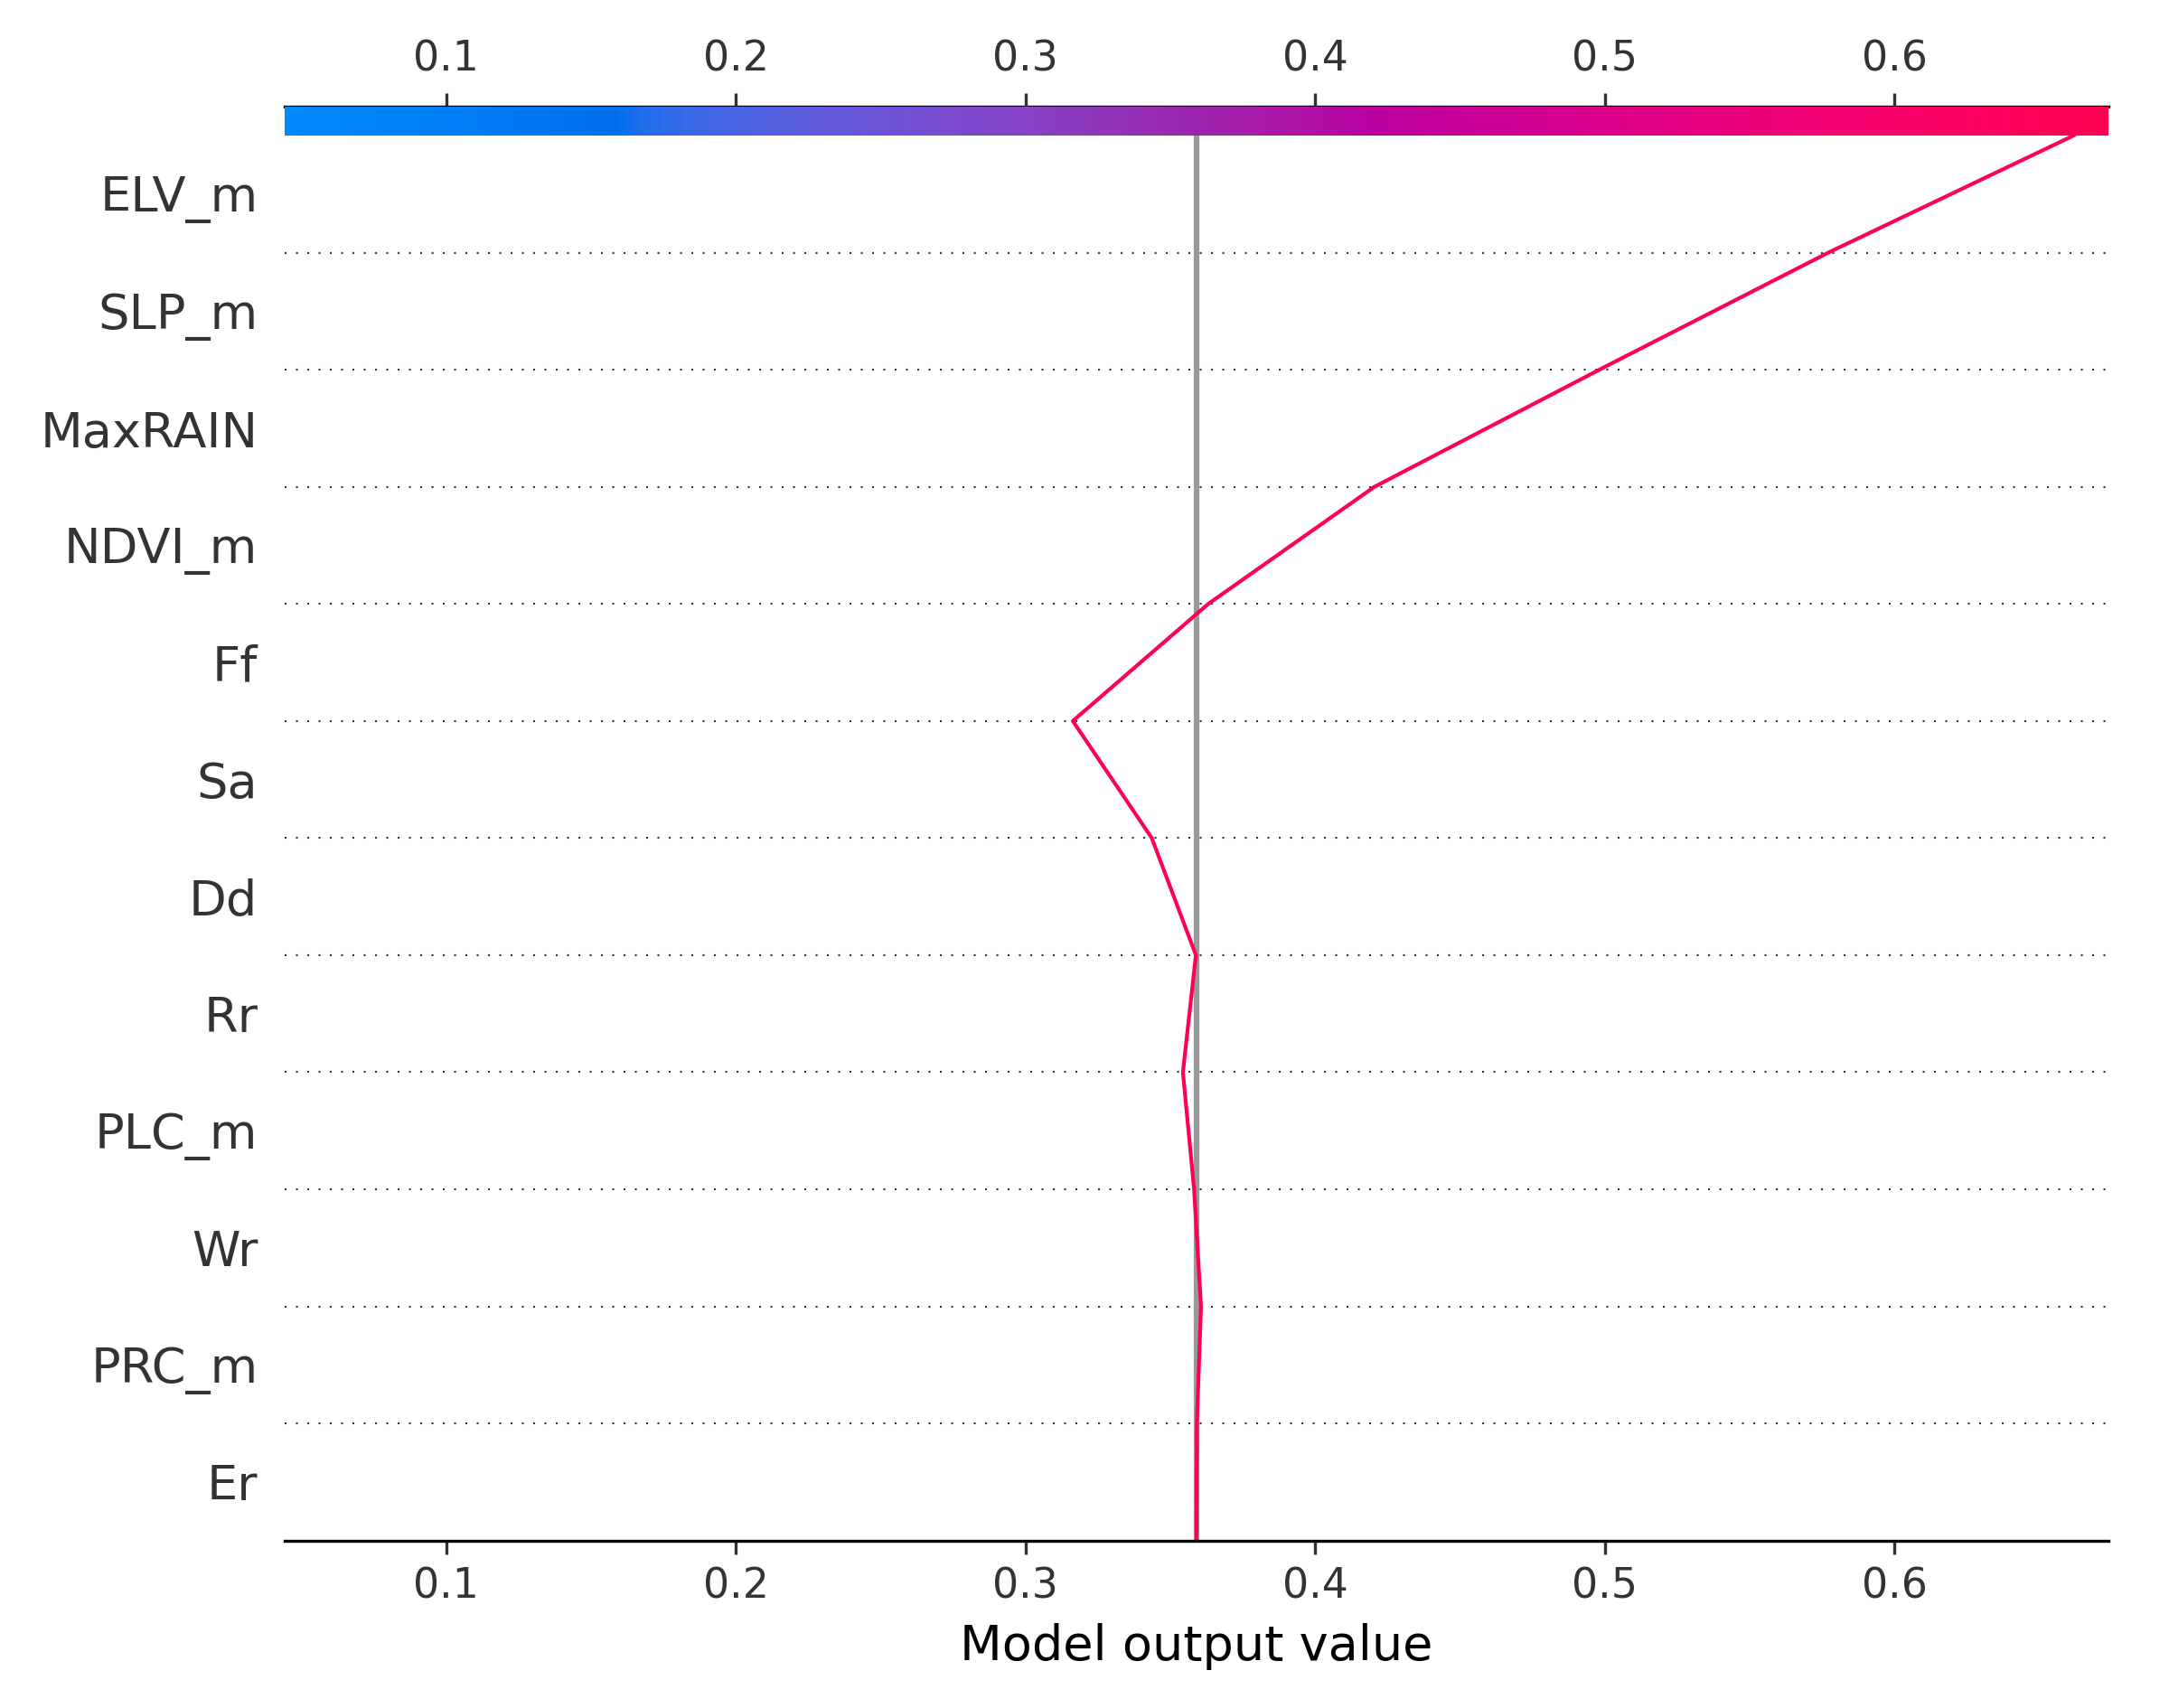 0.1 0.2 0.3 0.4 0.5 0.6
ELV_m
SLP_m
MaxRAIN
NDVI_m
Ff
Sa
Dd
Rr
PLC_m
Wr
PRC_m
Er
0.1 0.2 0.3 0.4 0.5 0.6
Model output value